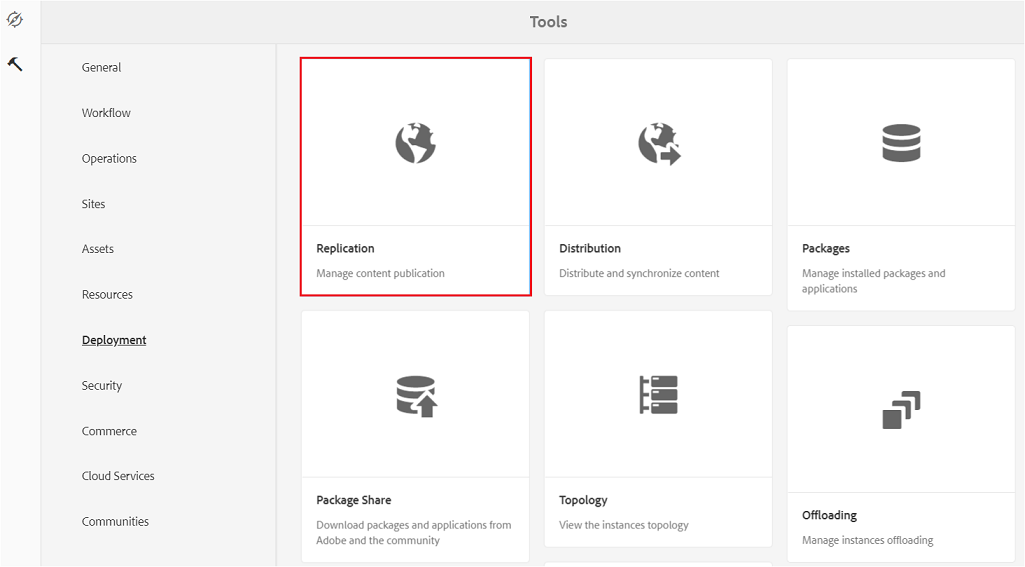 Tools
General
Workflow
Operations
Sites
Assets
Resources
Deployment
Security
Commerce
Cloud Services
Communities
Replication
Manage content publication
Distribution
Distribute and synchronize content
Packages
Manage installed packages and
applications
Package Share
Download packages and applications from
Adobe and the community
Topology
View the instances topology
Offloading
Manage instances offloading